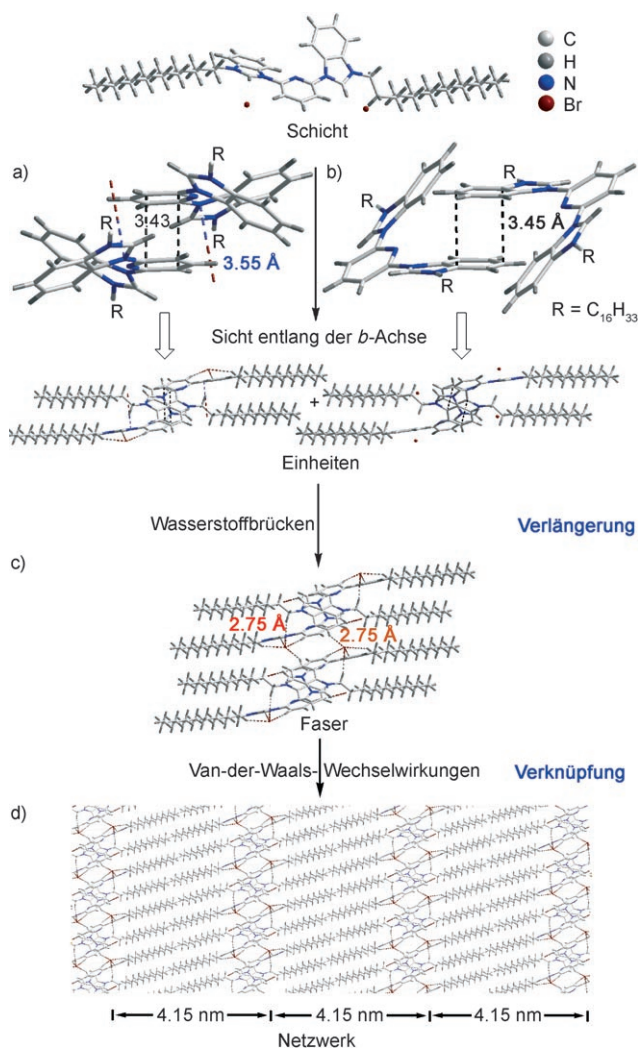 C
H
N
Br
Schicht
a)
b)
R
R
3.43
R
R
3.55 Å
R
3.45 Å
R
R = C₁₆H₃₃
Sicht entlang der b-Achse
+
Einheiten
Wasserstoffbrücken
Verlängerung
c)
2.75 Å
2.75 Å
Faser
Van-der-Waals-Wechselwirkungen
Verknüpfung
d)
4.15 nm
4.15 nm
4.15 nm
Netzwerk